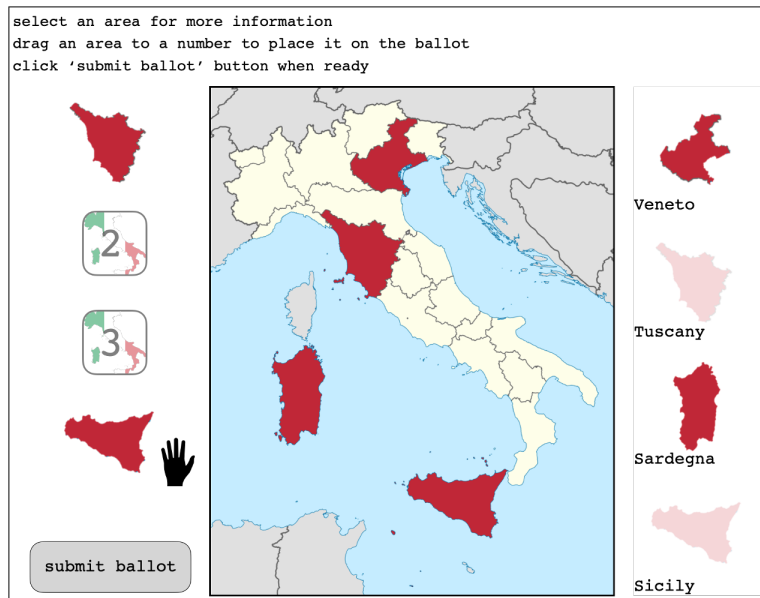 select an area for more information
drag an area to a number to place it on the ballot
click ‘submit ballot’ button when ready
2
3
submit ballot
Veneto
Tuscany
Sardegna
Sicily